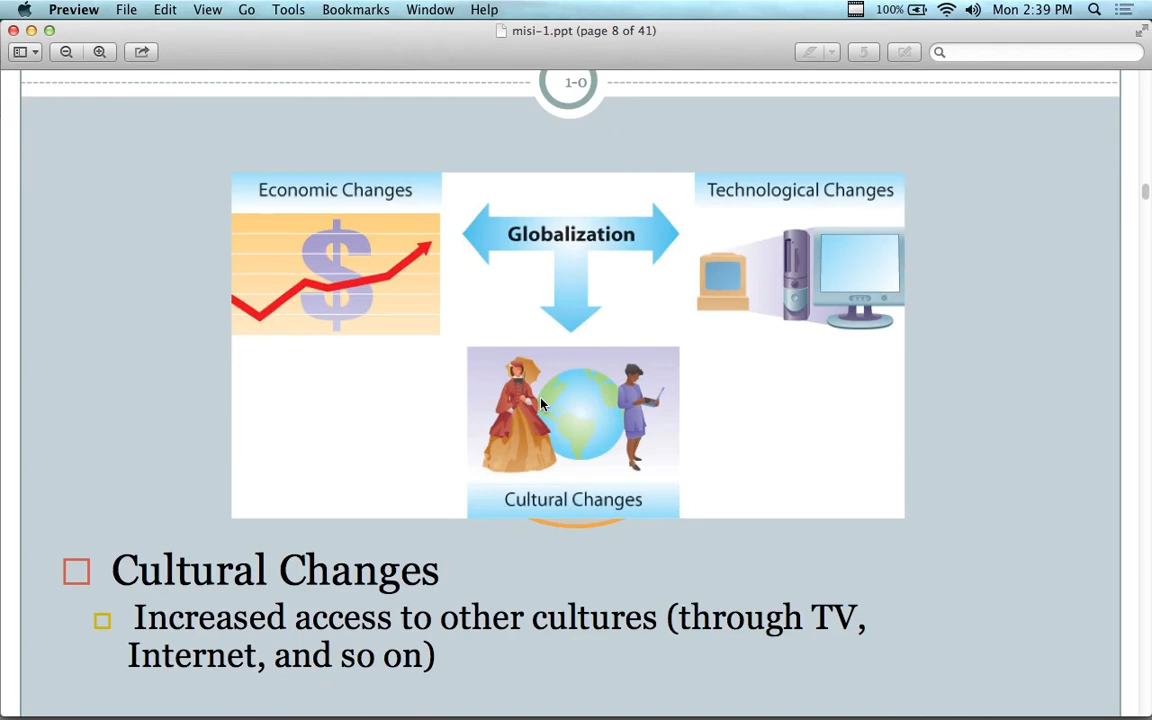 Preview File Edit View Go Tools Bookmarks Window Help 100% Mon 2:39 PM
misi-1.ppt (page 8 of 41)
1-0
Economic Changes
Globalization
Technological Changes
$
Cultural Changes
Cultural Changes
Increased access to other cultures (through TV,
Internet, and so on)